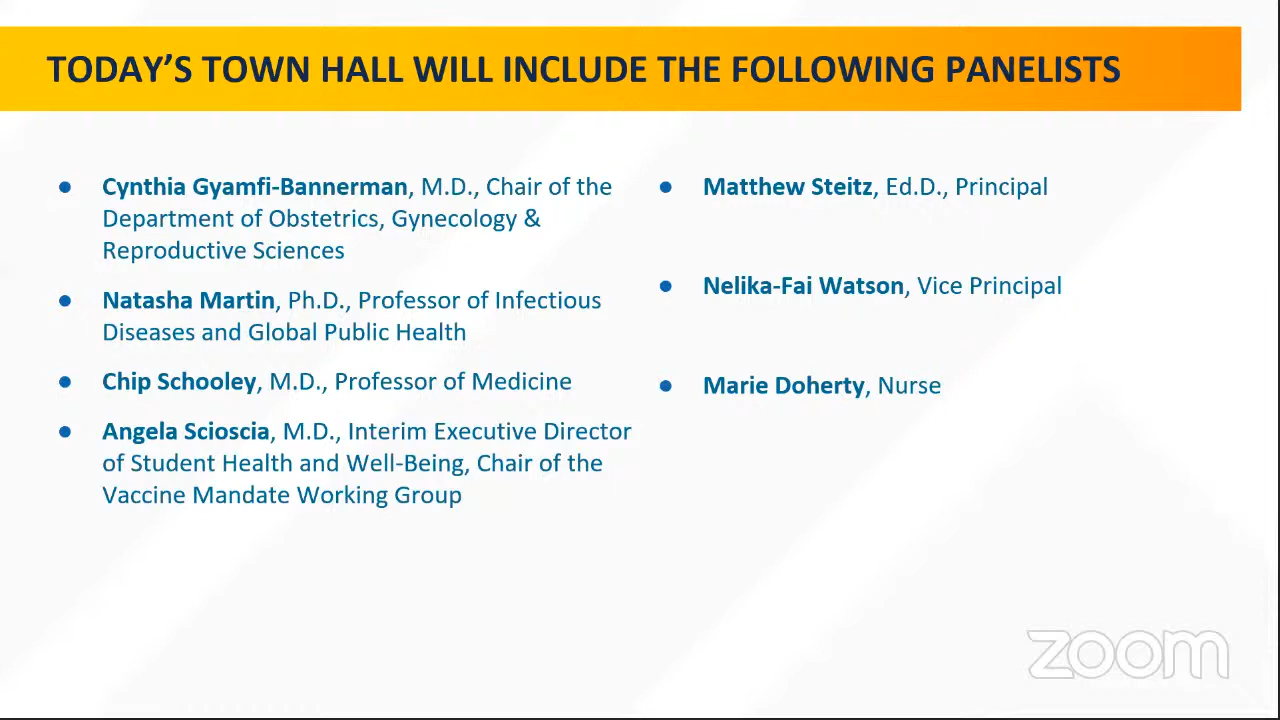 TODAY’S TOWN HALL WILL INCLUDE THE FOLLOWING PANELISTS
● Cynthia Gyamfi-Bannerman, M.D., Chair of the
Department of Obstetrics, Gynecology &
Reproductive Sciences
● Natasha Martin, Ph.D., Professor of Infectious
Diseases and Global Public Health
● Chip Schooley, M.D., Professor of Medicine
● Angela Scioscia, M.D., Interim Executive Director
of Student Health and Well-Being, Chair of the
Vaccine Mandate Working Group
● Matthew Steitz, Ed.D., Principal
● Nelika-Fai Watson, Vice Principal
● Marie Doherty, Nurse
zoom